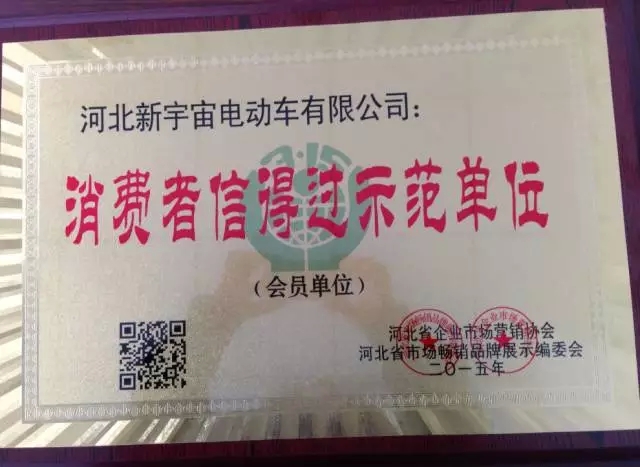 河北新宇宙电动车有限公司：
消费者信得过示范单位
（会员单位）
河北省企业市场营销协会
河北省市场畅销品牌展示编委会
二〇一五年